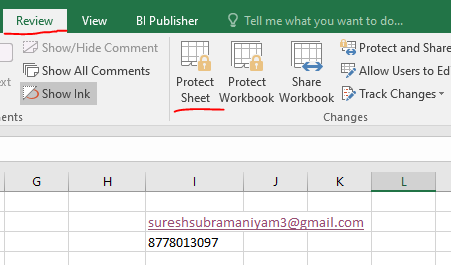 Review View BI Publisher Tell me what you want to do...
Show/Hide Comment
Show All Comments
Show Ink
Protect Sheet
Protect Workbook
Share Workbook
Protect and Share
Allow Users to Ed
Track Changes
Changes
G H I J K L
sureshsubramaniyam3@gmail.com
8778013097